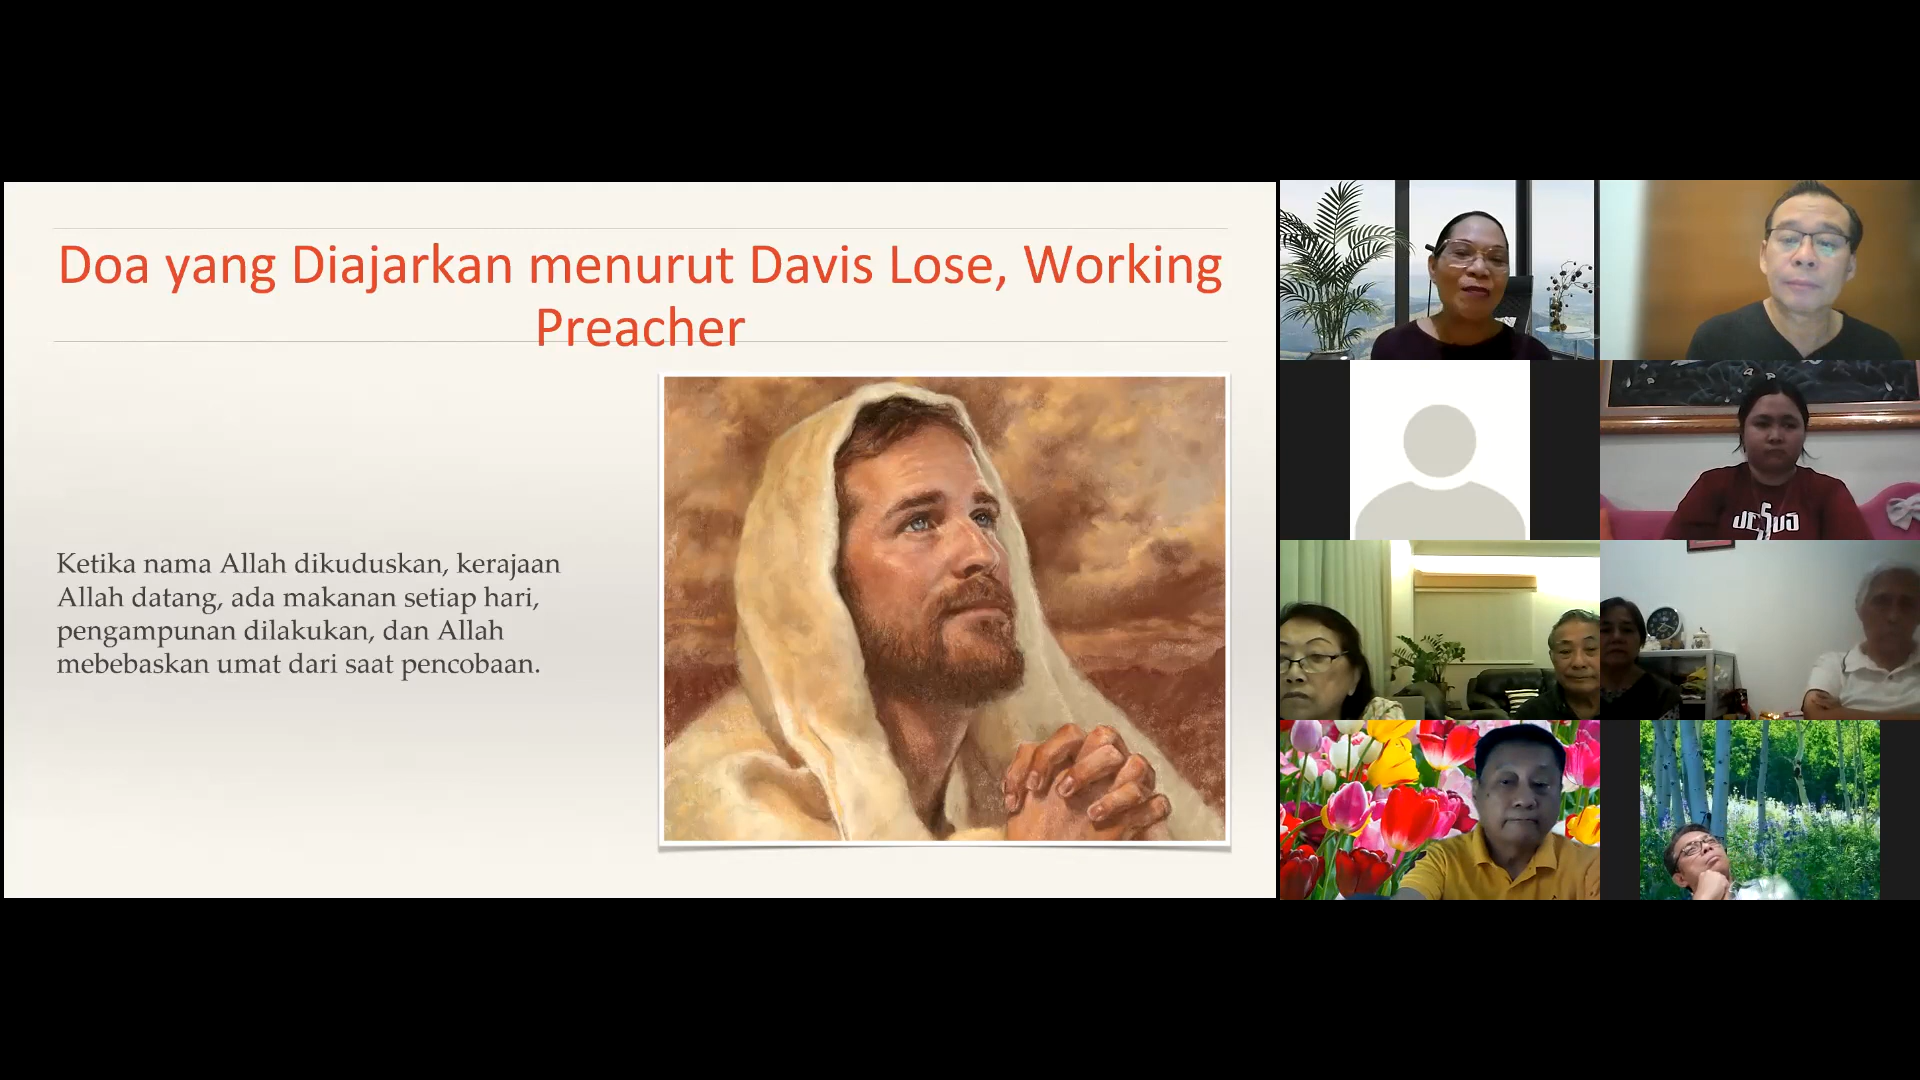 Doa yang Diajarkan menurut Davis Lose, Working
Preacher
Ketika nama Allah dikuduskan, kerajaan
Allah datang, ada makanan setiap hari,
pengampunan dilakukan, dan Allah
mebebaskan umat dari saat pencobaan.
JESUS